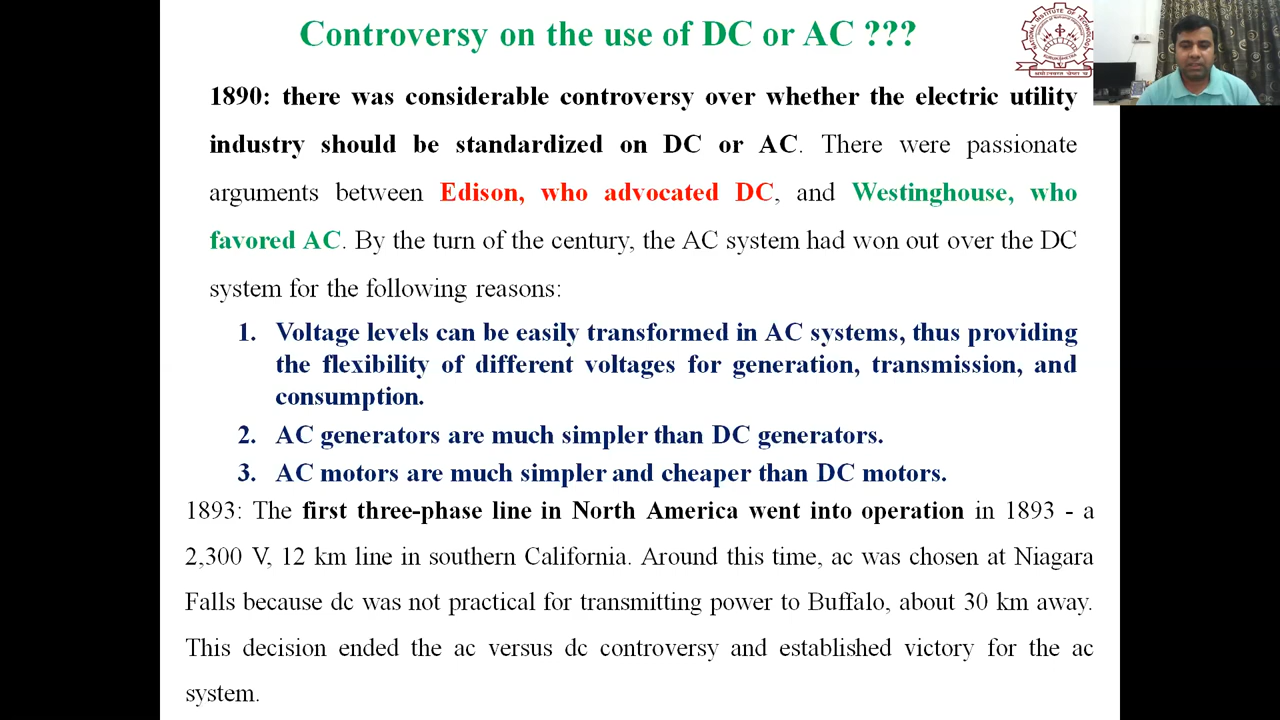 Controversy on the use of DC or AC ???
1890: there was considerable controversy over whether the electric utility
industry should be standardized on DC or AC. There were passionate
arguments between Edison, who advocated DC, and Westinghouse, who
favored AC. By the turn of the century, the AC system had won out over the DC
system for the following reasons:
1. Voltage levels can be easily transformed in AC systems, thus providing
the flexibility of different voltages for generation, transmission, and
consumption.
2. AC generators are much simpler than DC generators.
3. AC motors are much simpler and cheaper than DC motors.
1893: The first three-phase line in North America went into operation in 1893 - a
2,300 V, 12 km line in southern California. Around this time, ac was chosen at Niagara
Falls because dc was not practical for transmitting power to Buffalo, about 30 km away.
This decision ended the ac versus dc controversy and established victory for the ac
system.